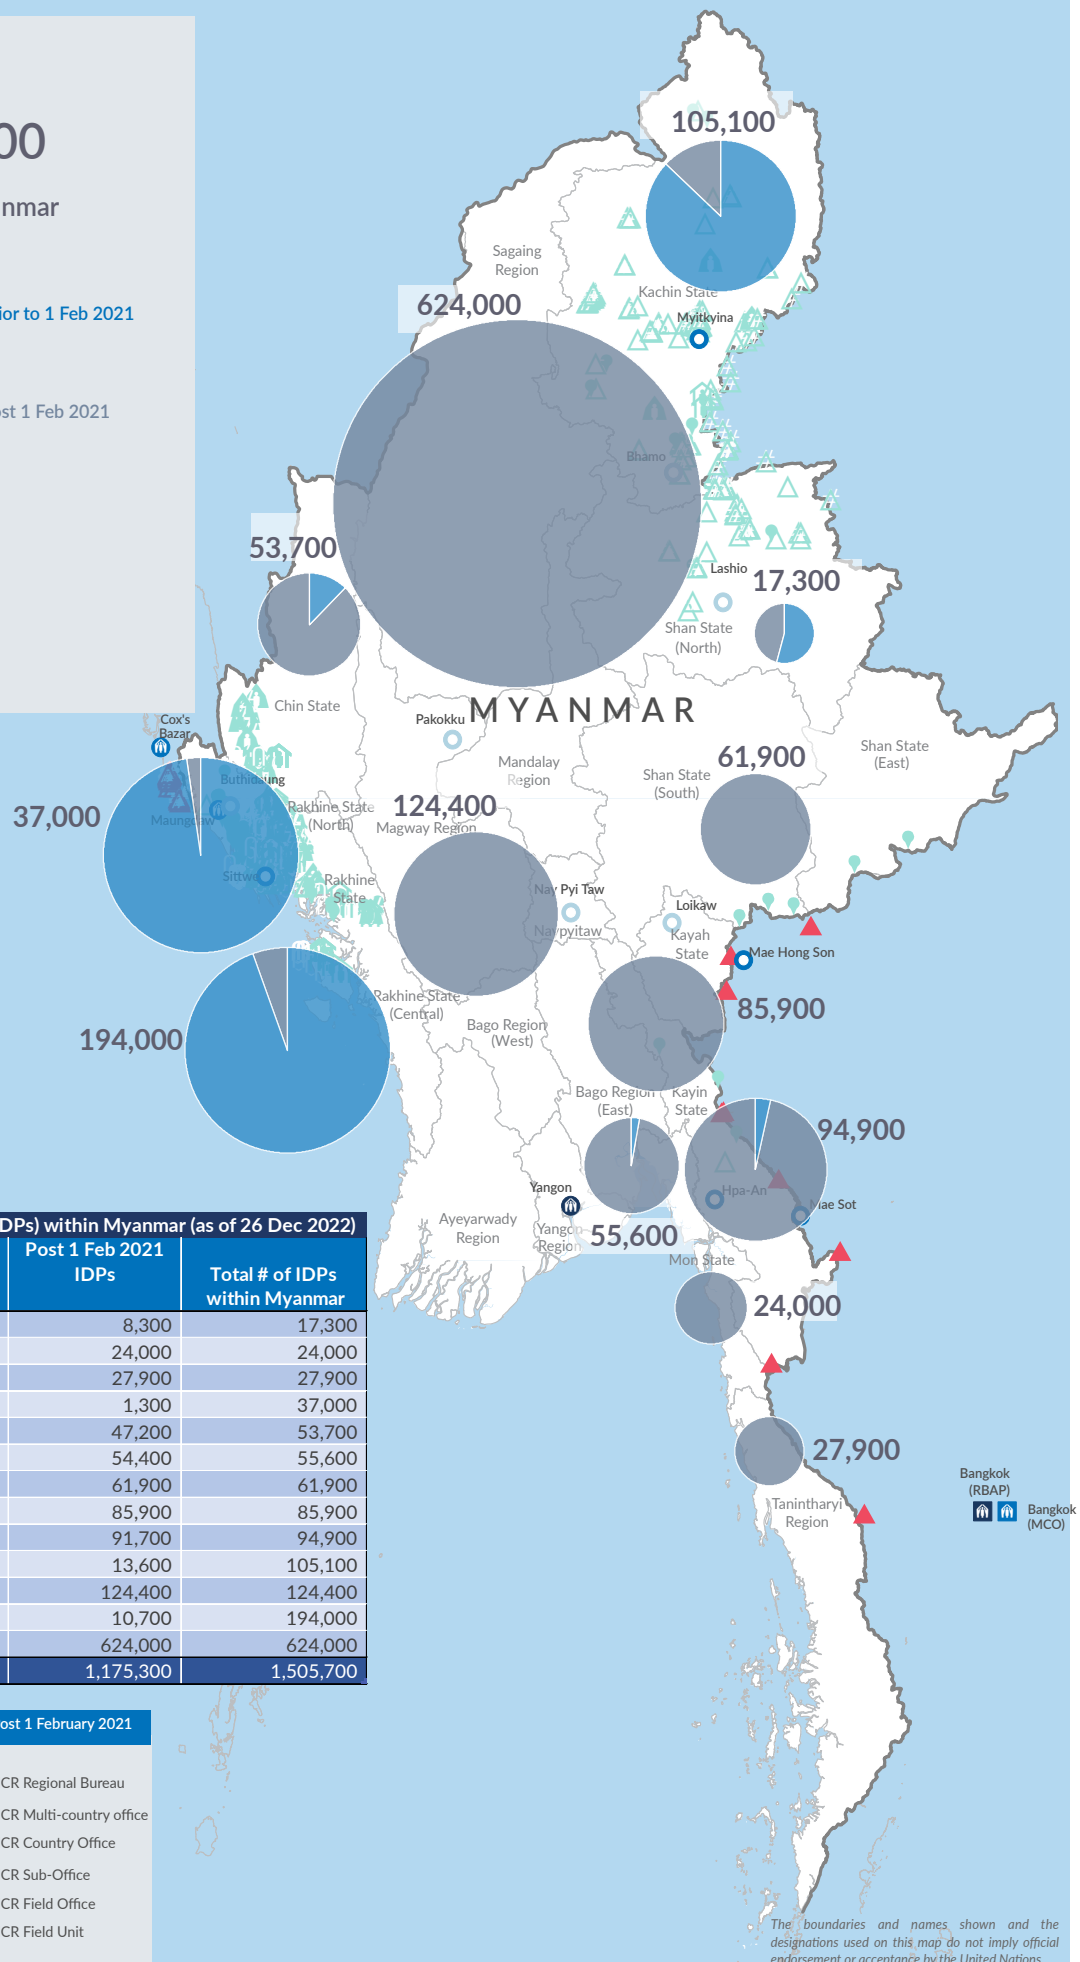 00
nmar
ior to 1 Feb 2021
ost 1 Feb 2021
105,100
Sagaing
Region
Kachin State
624,000
Myitkyina
Bhamo
53,700
Lashio
17,300
Shan State
(North)
Chin State
MYANMAR
Pakokku
Cox's
Bazar
Mandalay
Region
61,900
Shan State
(South)
Shan State
(East)
Buthidaung
37,000
Maungdaw
Rakhine State
(North)
124,400
Magway Region
Sittwe
Rakhine
State
Nay Pyi Taw
Naypyitaw
Loikaw
Kayah
State
Mae Hong Son
85,900
Rakhine State
(Central)
194,000
Bago Region
(West)
Bago Region
(East)
Kayin
State
94,900
Hpa-An
Mae Sot
Yangon
Yangon
Region
Ayeyarwady
Region
55,600
Mon State
24,000
27,900
Tanintharyi
Region
Bangkok
(RBAP)
Bangkok
(MCO)
DPs) within Myanmar (as of 26 Dec 2022)
Post 1 Feb 2021
IDPs
Total # of IDPs
within Myanmar
8,300 17,300
24,000 24,000
27,900 27,900
1,300 37,000
47,200 53,700
54,400 55,600
61,900 61,900
85,900 85,900
91,700 94,900
13,600 105,100
124,400 124,400
10,700 194,000
624,000 624,000
1,175,300 1,505,700
ost 1 February 2021
CR Regional Bureau
CR Multi-country office
CR Country Office
CR Sub-Office
CR Field Office
CR Field Unit
The boundaries and names shown and the
designations used on this map do not imply official
endorsement or acceptance by the United Nations